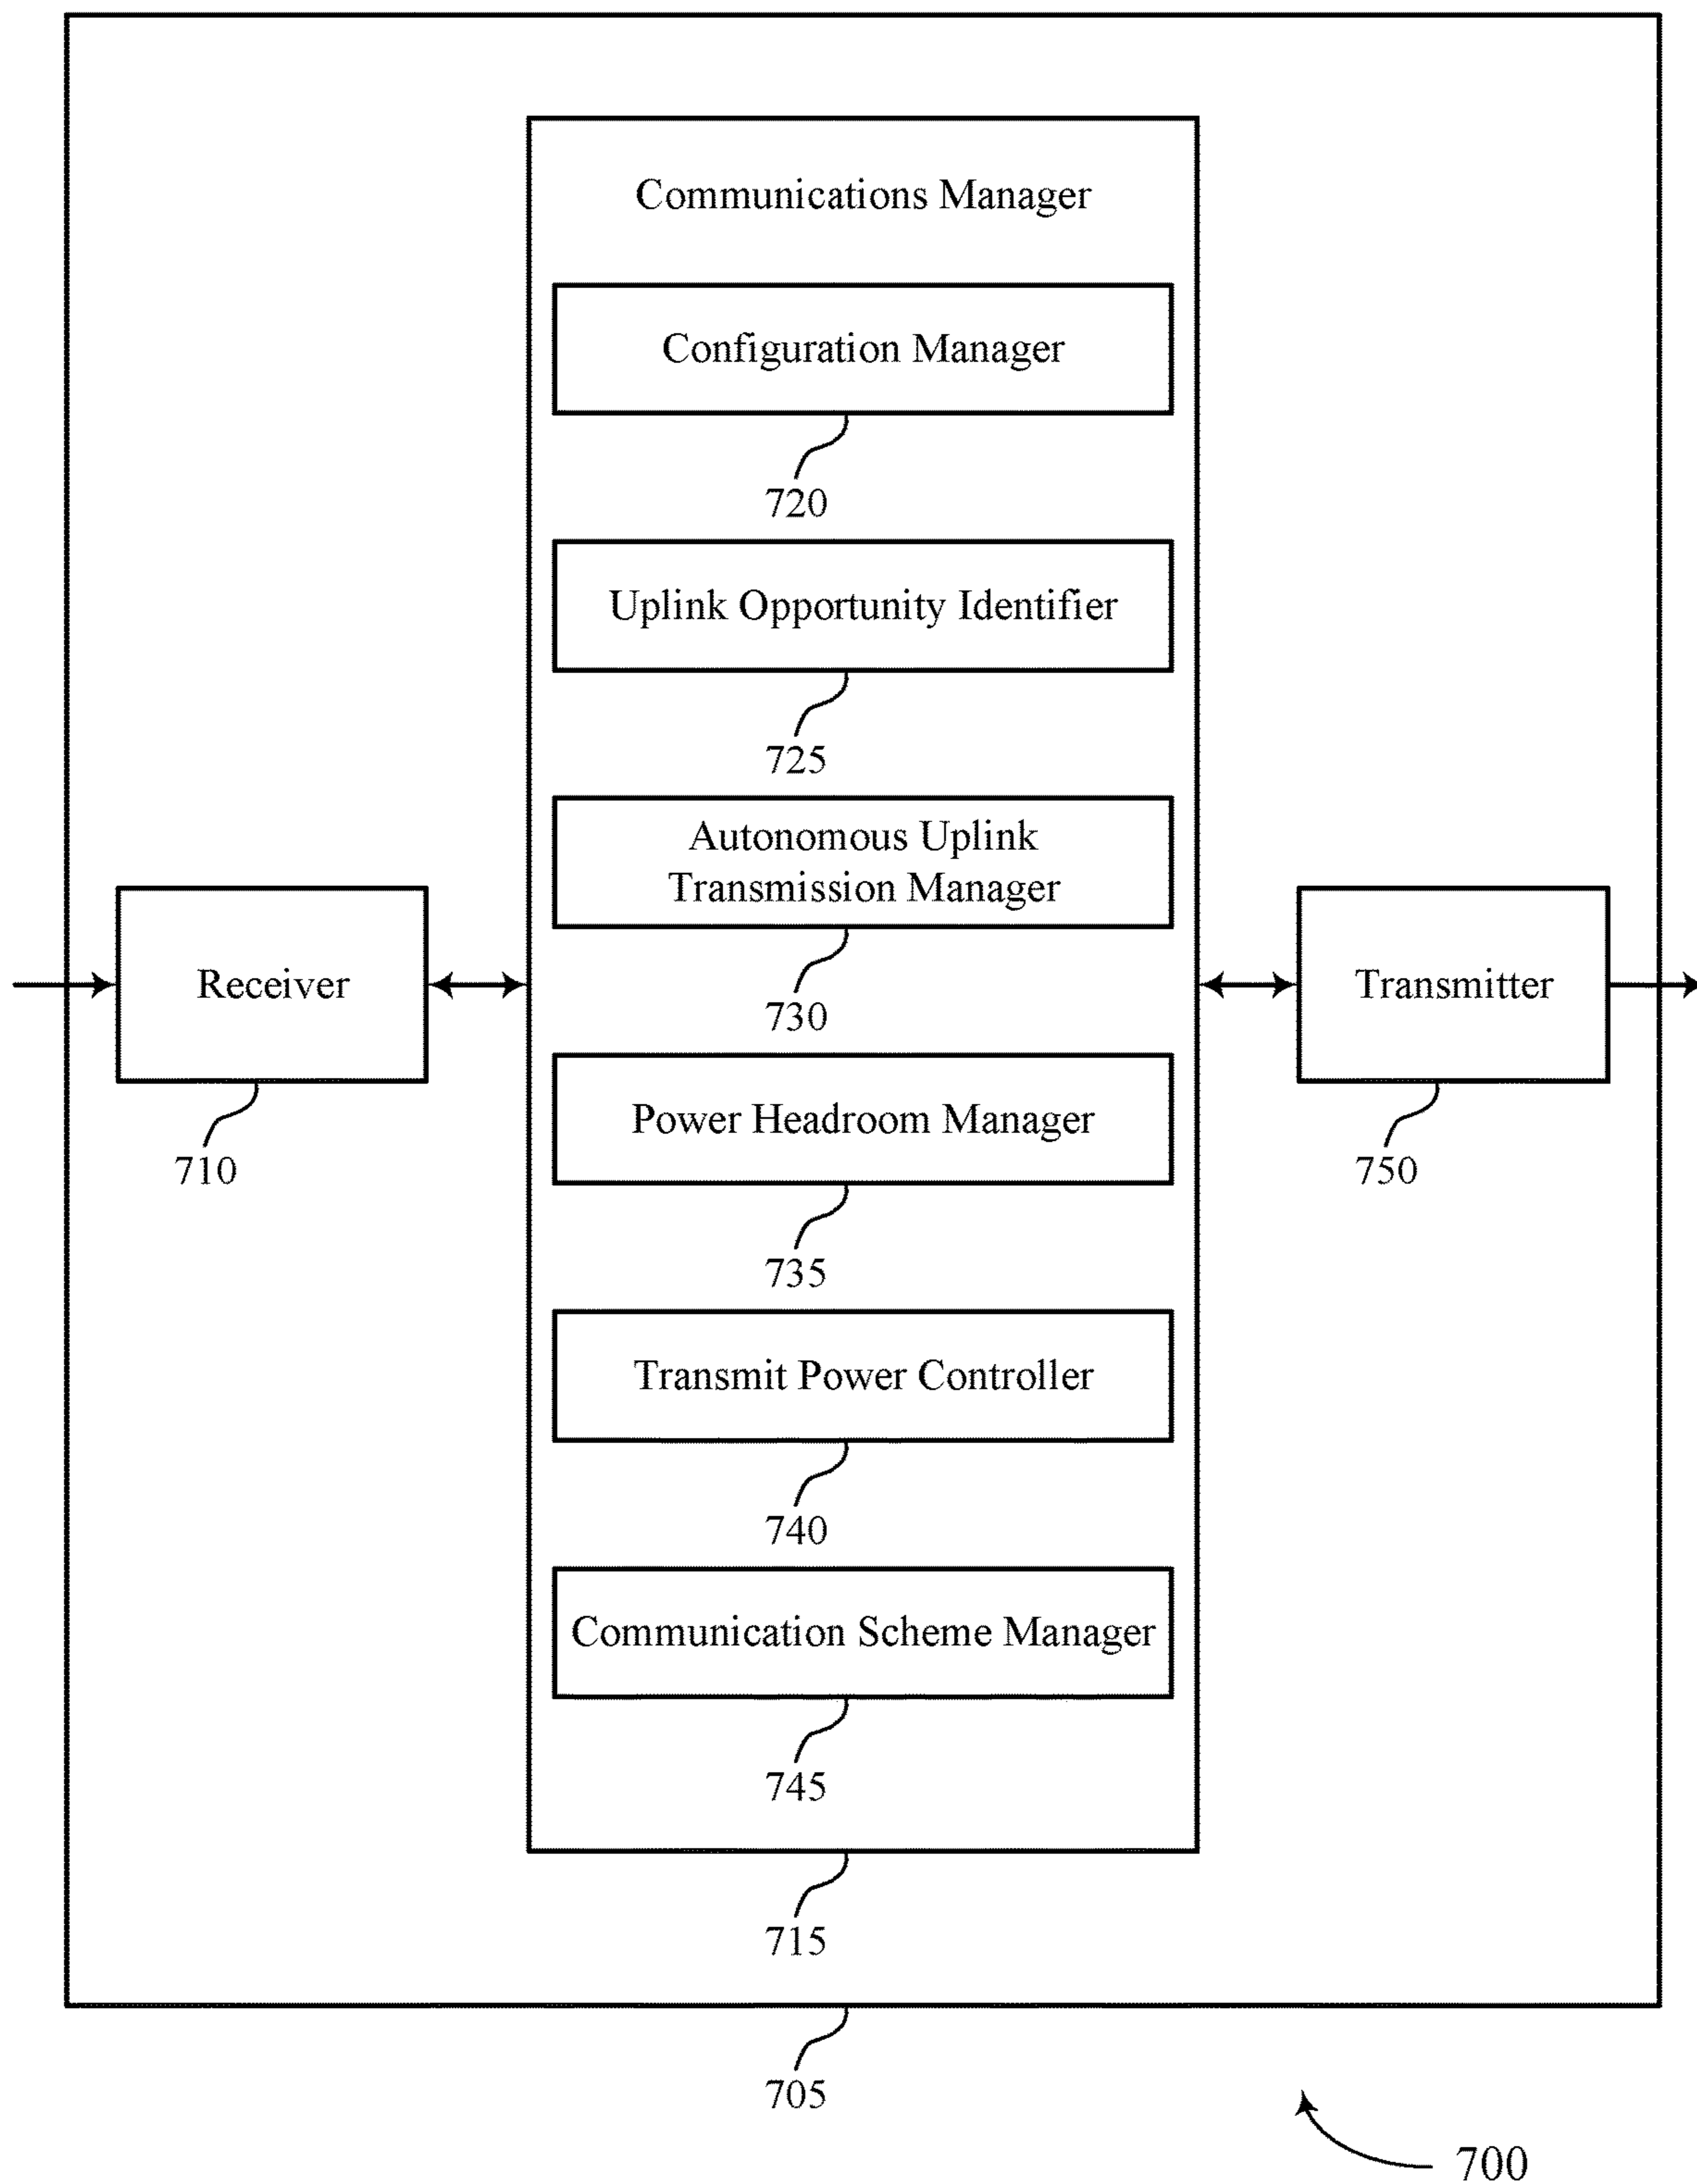 Communications Manager
Configuration Manager
720
Uplink Opportunity Identifier
725
Autonomous Uplink
Transmission Manager
730
Receiver
710
Transmitter
750
Power Headroom Manager
735
Transmit Power Controller
740
Communication Scheme Manager
745
715
705
700